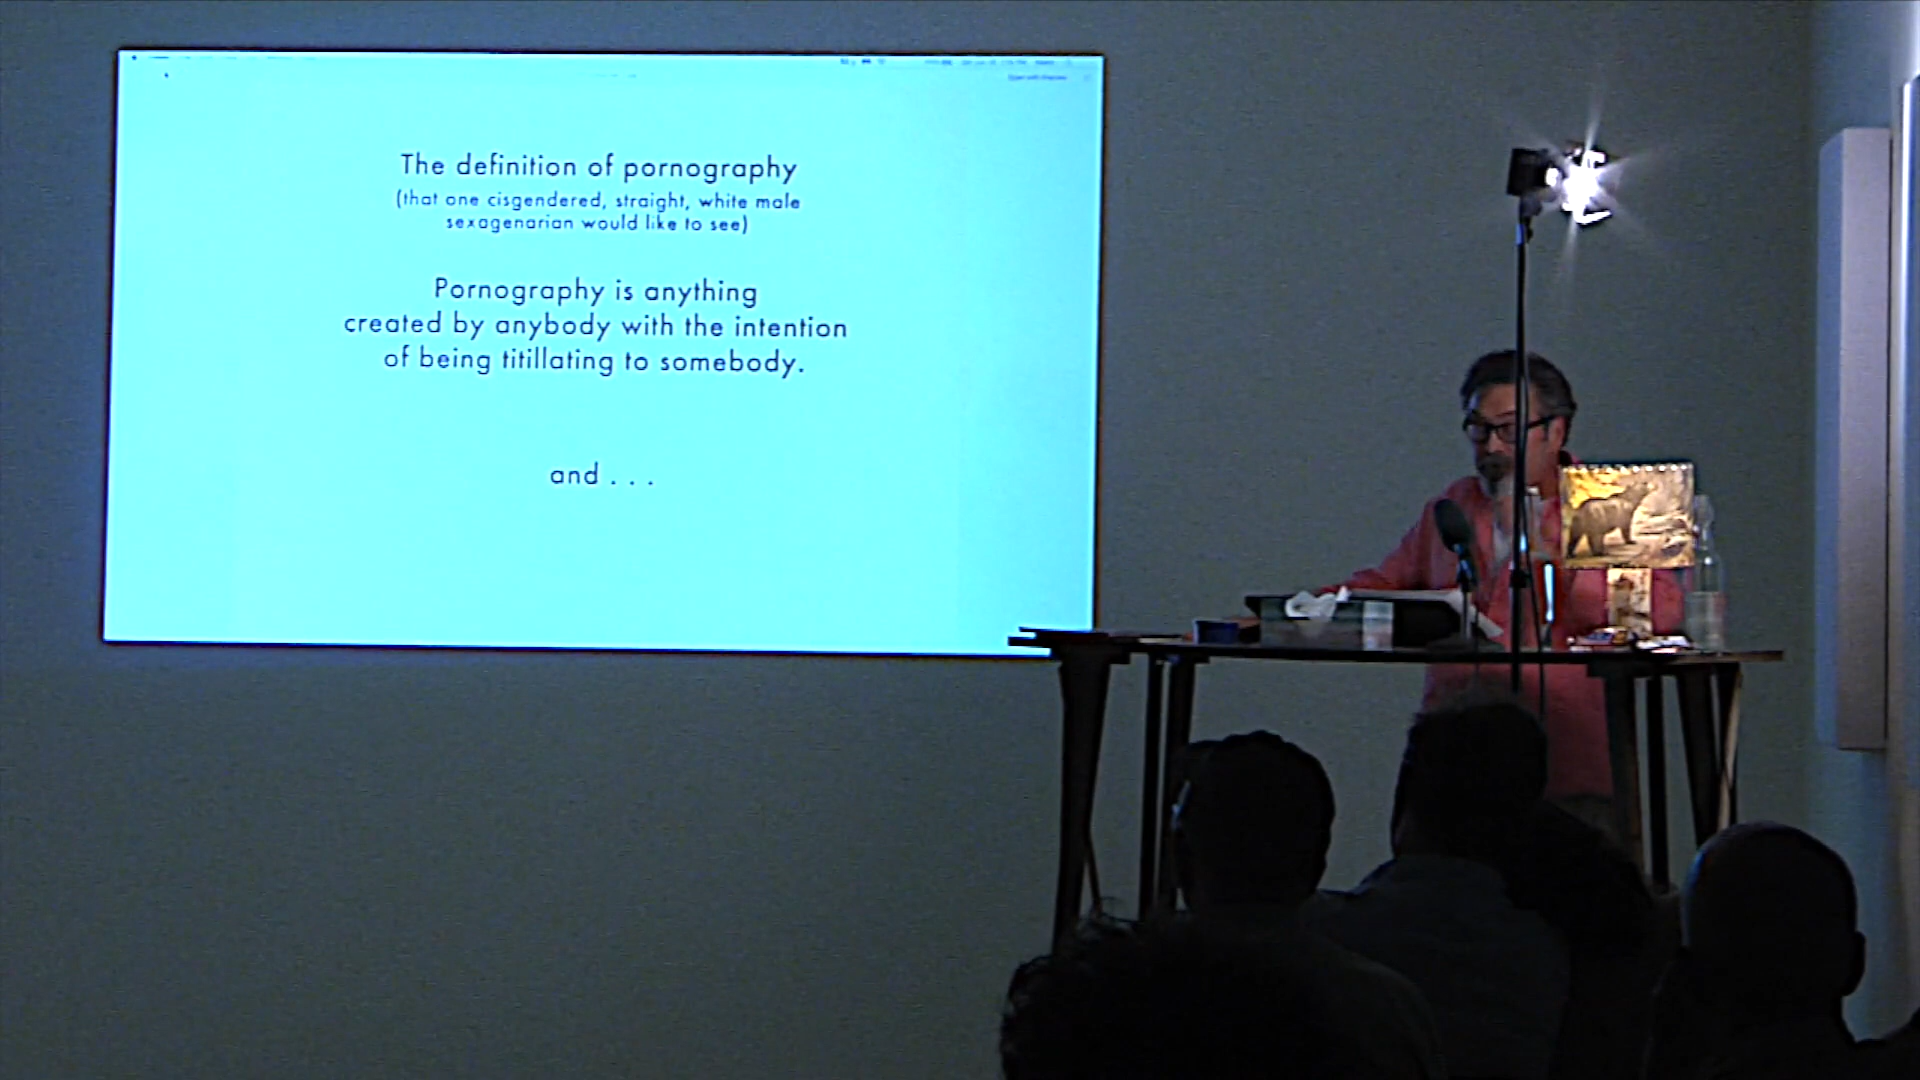 The definition of pornography
(that one cisgendered, straight, white male
sexagenarian would like to see)
Pornography is anything
created by anybody with the intention
of being titillating to somebody.
and . . .